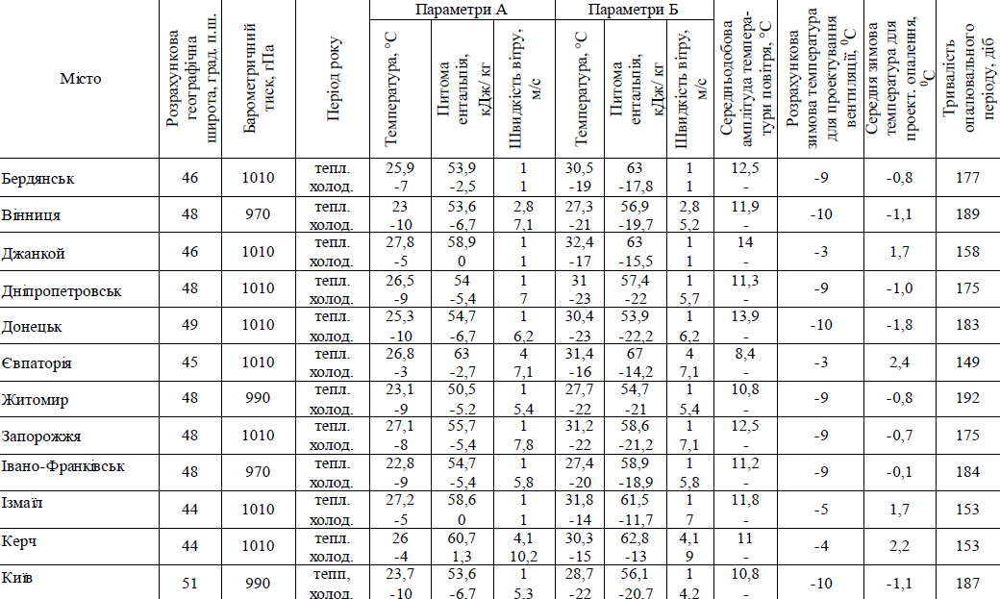 Місто
Розрахункова географічна широта, град. п.ш.
Барометричний тиск, гПа
Період року
Параметри А
Параметри Б
Температура, °С
Питома ентальпія, кДж/ кг
Швидкість вітру, м/с
Температура, °С
Питома ентальпія, кДж/ кг
Швидкість вітру, м/с
Середньодобова амплітуда темпера-тури повітря, °С
Розрахункова зимова температура для проектування вентиляції, ⁰С
Середня зимова температура для проект. опалення, ⁰С
Тривалість опалювального періоду, діб
Бердянськ 46 1010 тепл. 25,9 53,9 1 30,5 63 1 12,5 -9 -0,8 177
холод. -7 -2,5 1 -19 -17,8 1 -
Вінниця 48 970 тепл. 23 53,6 2,8 27,3 56,9 2,8 11,9 -10 -1,1 189
холод. -10 -6,7 7,1 -21 -19,7 5,2 -
Джанкой 46 1010 тепл. 27,8 58,9 1 32,4 63 1 14 -3 1,7 158
холод. -5 0 1 -17 -15,5 1 -
Дніпропетровськ 48 1010 тепл. 26,5 54 1 31 57,4 1 11,3 -9 -1,0 175
холод. -9 -5,4 7 -23 -22 5,7 -
Донецьк 49 1010 тепл. 25,3 54,7 1 30,4 53,9 1 13,9 -10 -1,8 183
холод. -10 -6,7 6,2 -23 -22,2 6,2 -
Євпаторія 45 1010 тепл. 26,8 63 4 31,4 67 4 8,4 -3 2,4 149
холод. -3 -2,7 7,1 -16 -14,2 7,1 -
Житомир 48 990 тепл. 23,1 50,5 1 27,7 54,7 1 10,8 -9 -0,8 192
холод. -9 -5.2 5,4 -22 -21 5,4 -
Запорожжя 48 1010 тепл. 27,1 55,7 1 31,2 58,6 1 12,5 -9 -0,7 175
холод. -8 -5,4 7,8 -22 -21,2 7,1 -
Івано-Франківськ 48 970 тепл. 22,8 54,7 1 27,4 58,9 1 11,2 -9 -0,1 184
холод. -9 -5,4 5,8 -20 -18,9 5,8 -
Ізмаїл 44 1010 тепл. 27,2 58,6 1 31,8 61,5 1 11,8 -5 1,7 153
холод. -5 0 1 -14 -11,7 7 -
Керч 44 1010 тепл. 26 60,7 4,1 30,3 62,8 4,1 11 -4 2,2 153
холод. -4 1,3 10,2 -15 -13 9 -
Київ 51 990 тепп, 23,7 53,6 1 28,7 56,1 1 10,8 -10 -1,1 187
холод. -10 -6,7 5,3 -22 -20,7 4,2 -